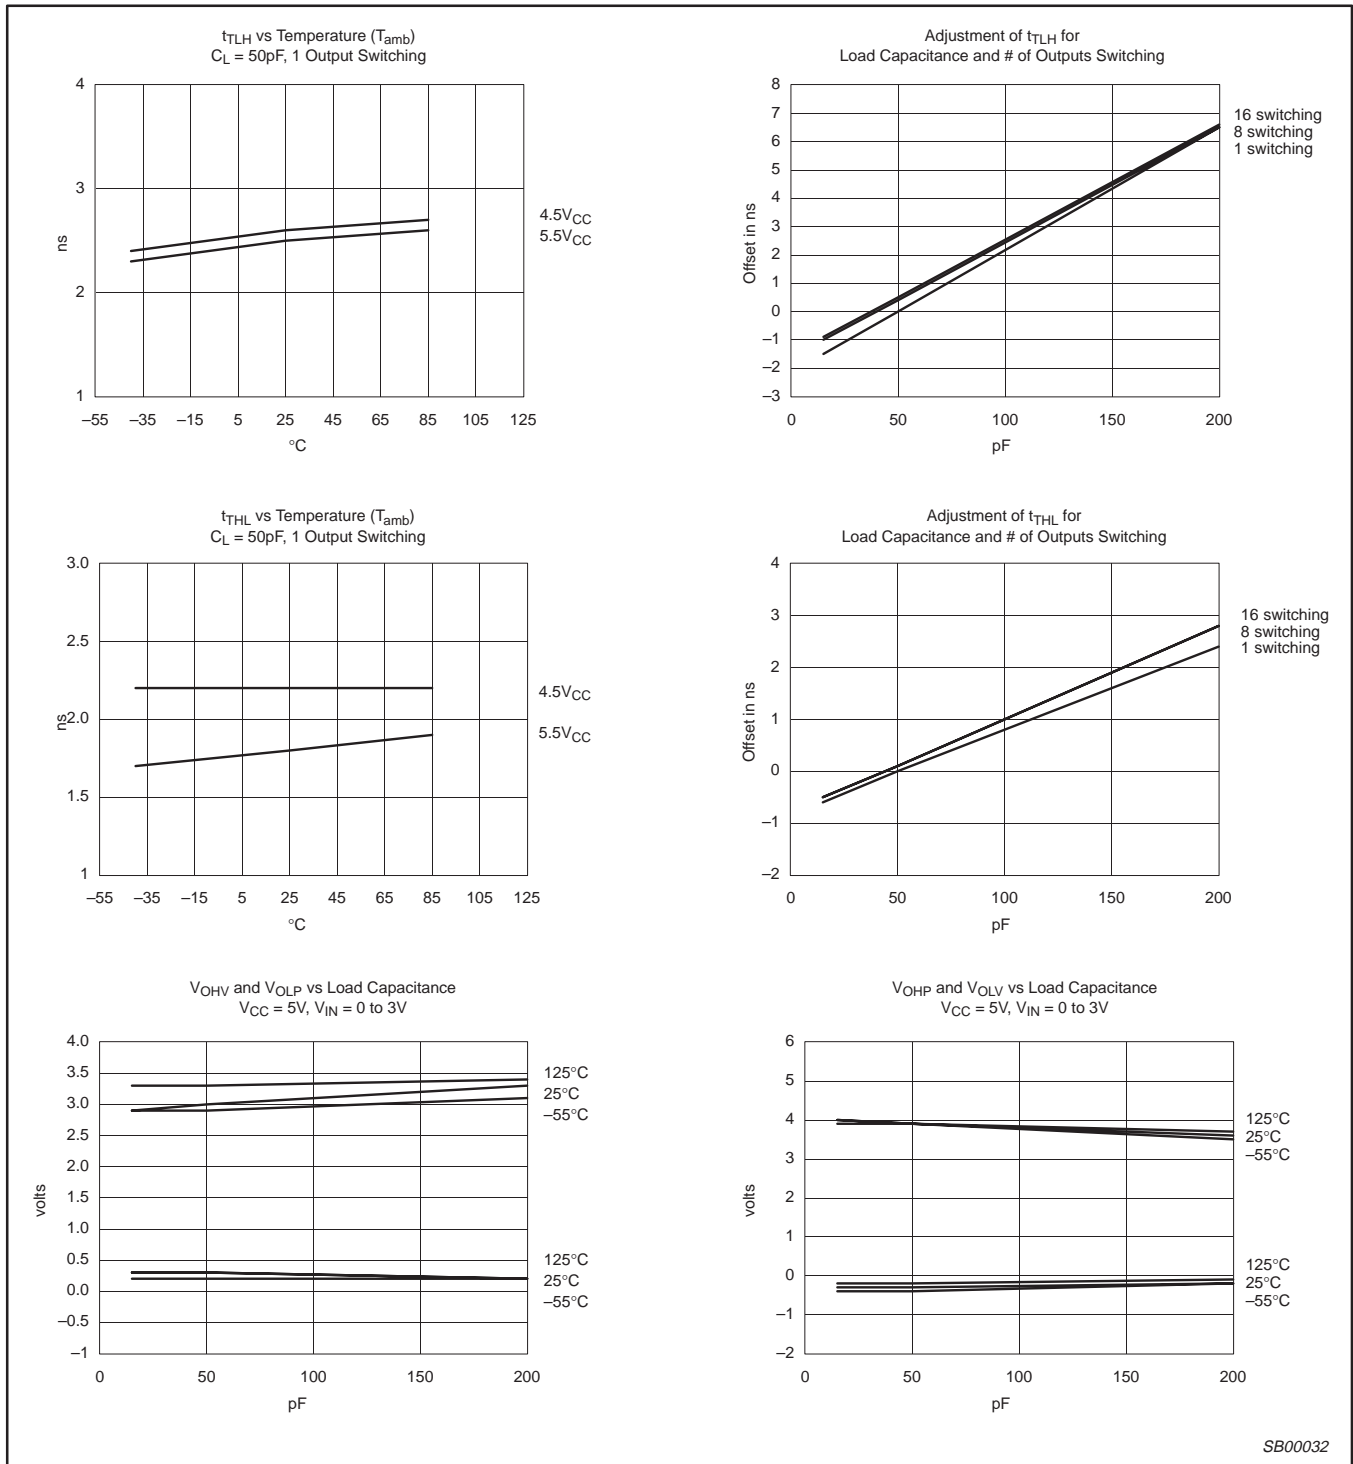 tTLH vs Temperature (Tamb)
CL = 50pF, 1 Output Switching
4
3
2
1
ns
–55 –35 –15 5 25 45 65 85 105 125
°C
4.5VCC
5.5VCC
Adjustment of tTLH for
Load Capacitance and # of Outputs Switching
8
7
6
5
4
3
2
1
0
–1
–2
–3
Offset in ns
0 50 100 150 200
pF
16 switching
8 switching
1 switching
tTHL vs Temperature (Tamb)
CL = 50pF, 1 Output Switching
3.0
2.5
2.0
1.5
1
ns
–55 –35 –15 5 25 45 65 85 105 125
°C
4.5VCC
5.5VCC
Adjustment of tTHL for
Load Capacitance and # of Outputs Switching
4
3
2
1
0
–1
–2
Offset in ns
0 50 100 150 200
pF
16 switching
8 switching
1 switching
VOHV and VOLP vs Load Capacitance
VCC = 5V, VIN = 0 to 3V
4.0
3.5
3.0
2.5
2.0
1.5
1.0
0.5
0.0
–0.5
–1
volts
0 50 100 150 200
pF
125°C
25°C
–55°C
125°C
25°C
–55°C
VOHP and VOLV vs Load Capacitance
VCC = 5V, VIN = 0 to 3V
6
5
4
3
2
1
0
–1
–2
volts
0 50 100 150 200
pF
125°C
25°C
–55°C
125°C
25°C
–55°C
SB00032